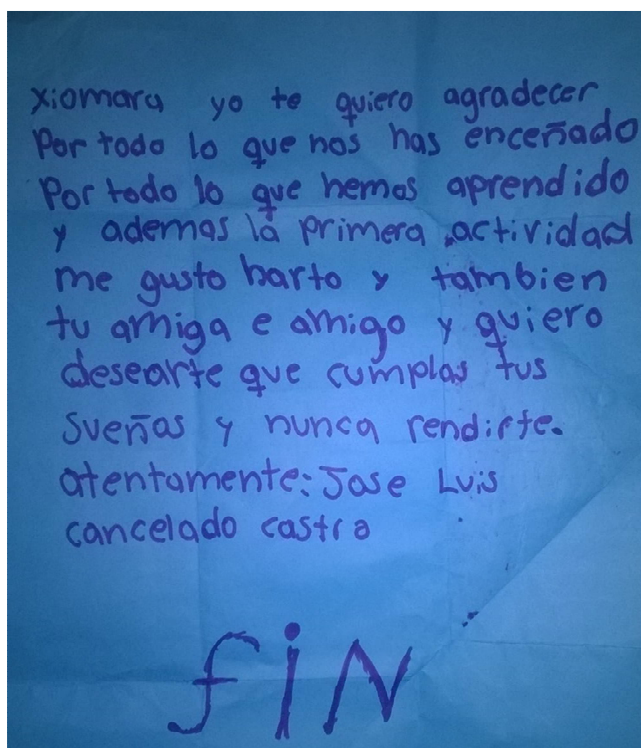 xiomara yo te quiero agradecer
Por todo lo que nos has enceñado
Por todo lo que hemos aprendido
y ademas la primera actividad
me gusto harto y tambien
tu amiga e amigo y quiero
desearte que cumplas tus
sueños y nunca rendirte.
atentamente: Jose Luis
cancelado castro
fiN